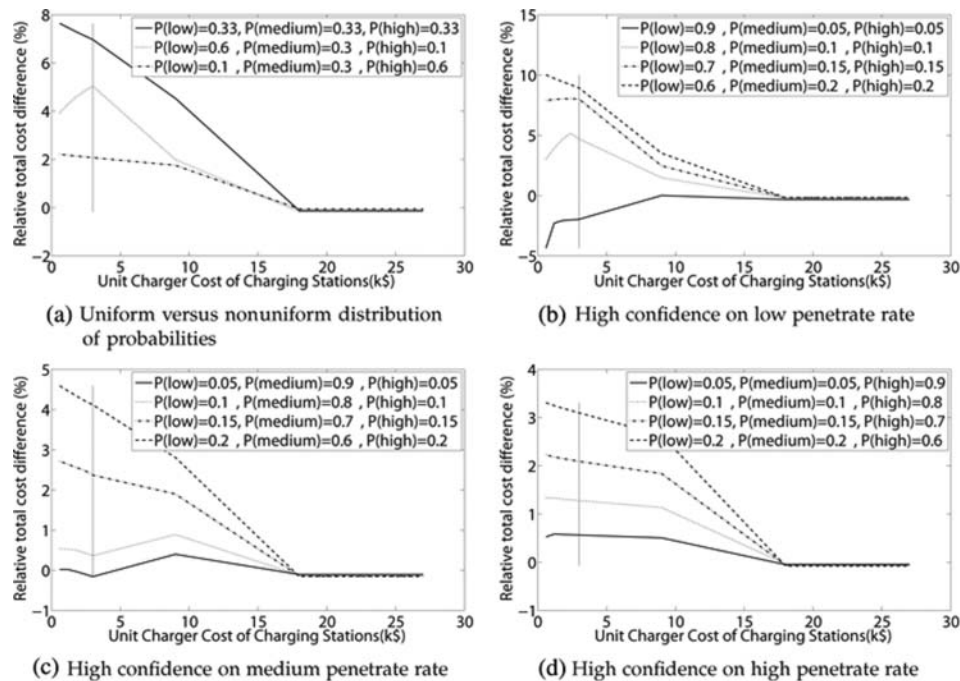 8
6
4
2
0
−2
0
5
10
15
20
25
30
Relative total cost difference (%)
Unit Charger Cost of Charging Stations(k$)
P(low)=0.33, P(medium)=0.33, P(high)=0.33
P(low)=0.6 , P(medium)=0.3 , P(high)=0.1
P(low)=0.1 , P(medium)=0.3 , P(high)=0.6
(a) Uniform versus nonuniform distribution
of probabilities
15
10
5
0
−5
0
5
10
15
20
25
30
Relative total cost difference (%)
Unit Charger Cost of Charging Stations(k$)
P(low)=0.9 , P(medium)=0.05, P(high)=0.05
P(low)=0.8 , P(medium)=0.1 , P(high)=0.1
P(low)=0.7 , P(medium)=0.15, P(high)=0.15
P(low)=0.6 , P(medium)=0.2 , P(high)=0.2
(b) High confidence on low penetrate rate
5
4
3
2
1
0
−1
0
5
10
15
20
25
30
Relative total cost difference (%)
Unit Charger Cost of Charging Stations(k$)
P(low)=0.05, P(medium)=0.9 , P(high)=0.05
P(low)=0.1 , P(medium)=0.8 , P(high)=0.1
P(low)=0.15, P(medium)=0.7 , P(high)=0.15
P(low)=0.2 , P(medium)=0.6 , P(high)=0.2
(c) High confidence on medium penetrate rate
4
3
2
1
0
−1
0
5
10
15
20
25
30
Relative total cost difference (%)
Unit Charger Cost of Charging Stations(k$)
P(low)=0.05, P(medium)=0.05, P(high)=0.9
P(low)=0.1 , P(medium)=0.1 , P(high)=0.8
P(low)=0.15, P(medium)=0.15, P(high)=0.7
P(low)=0.2 , P(medium)=0.2 , P(high)=0.6
(d) High confidence on high penetrate rate